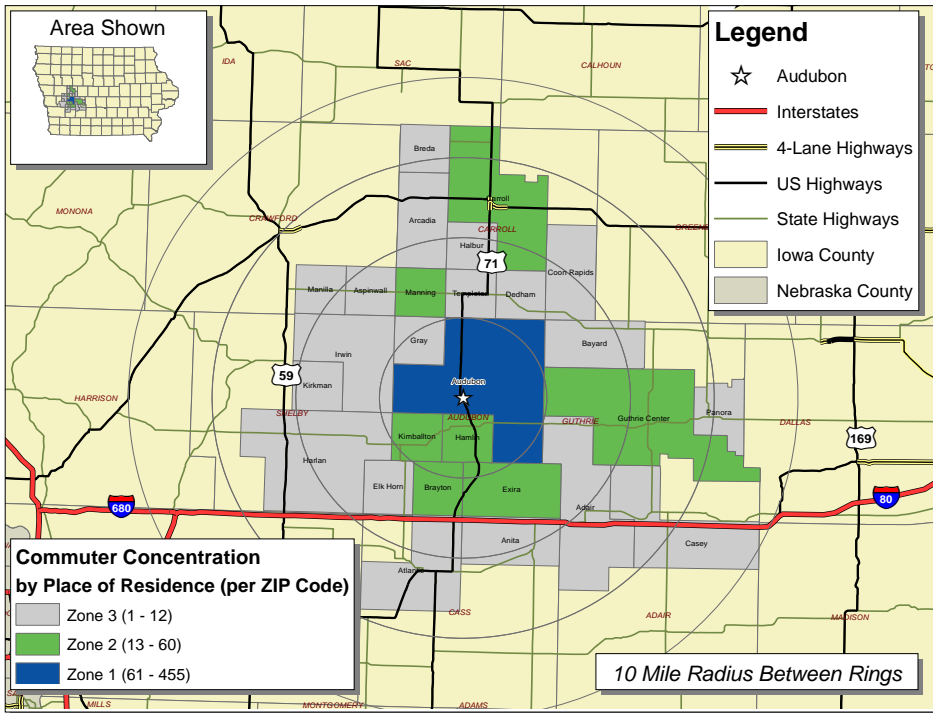 Area Shown
IDA
SAC
CALHOUN
Legend
Audubon
Interstates
4-Lane Highways
US Highways
State Highways
Iowa County
Nebraska County
Breda
MONONA
CRAWFORD
Carroll
Arcadia
CARROLL
GREENE
Halbur
71
Coon Rapids
Manilla
Aspinwall
Manning
Templeton
Dedham
Gray
Bayard
Irwin
59
Kirkman
Audubon
HARRISON
SHELBY
AUDUBON
GUTHRIE
Guthrie Center
Panora
DALLAS
Kimballton
Hamlin
169
Harlan
Elk Horn
Brayton
Exira
Adair
680
80
Anita
Casey
Atlantic
CASS
ADAIR
MADISON
Commuter Concentration
by Place of Residence (per ZIP Code)
Zone 3 (1 - 12)
Zone 2 (13 - 60)
Zone 1 (61 - 455)
10 Mile Radius Between Rings
MILLS
MONTGOMERY
ADAMS